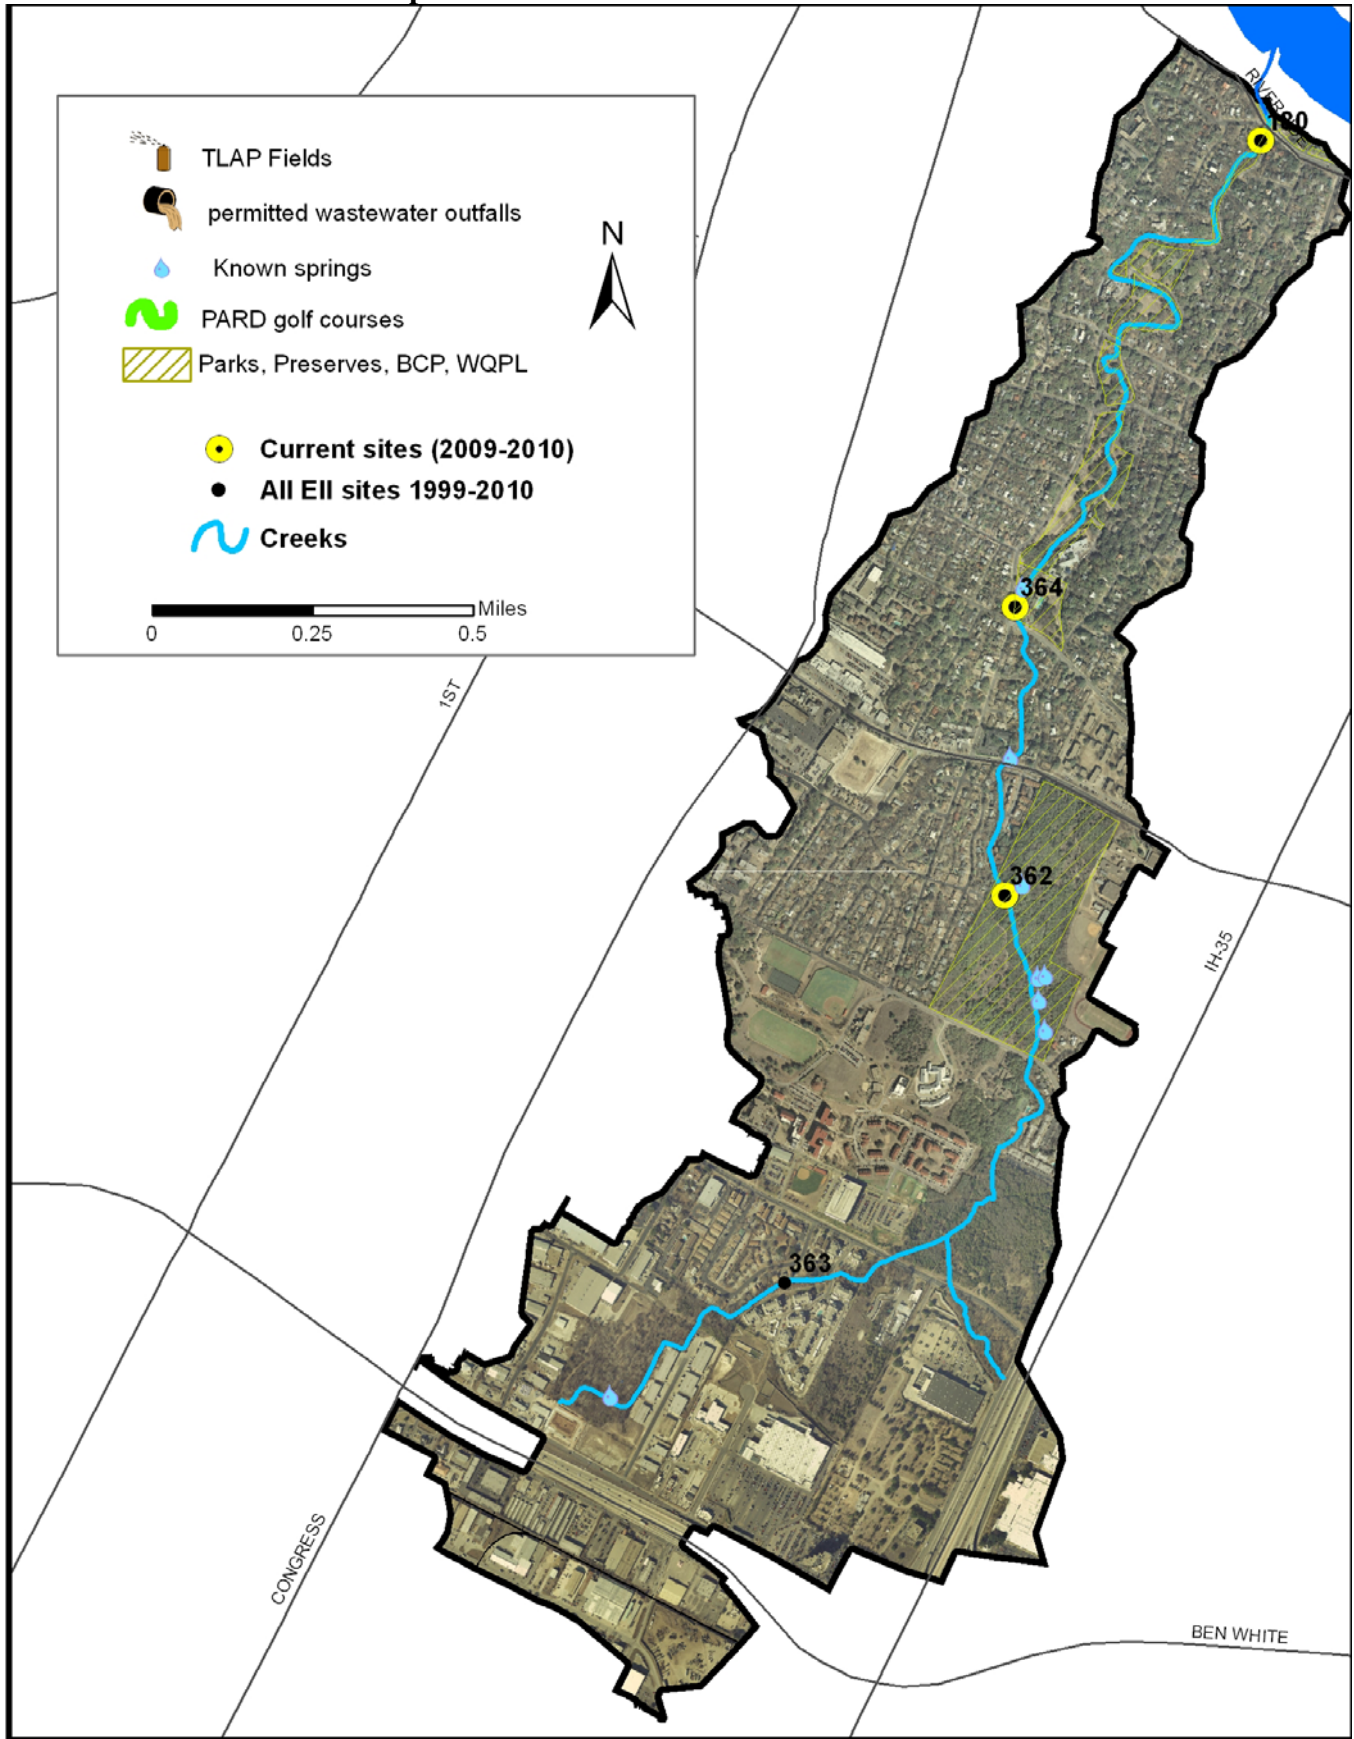 TLAP Fields
permitted wastewater outfalls
Known springs
PARD golf courses
Parks, Preserves, BCP, WQPL
N
Current sites (2009-2010)
All EII sites 1999-2010
Creeks
Miles
0 0.25 0.5
364
1ST
362
IH-35
363
CONGRESS
BEN WHITE